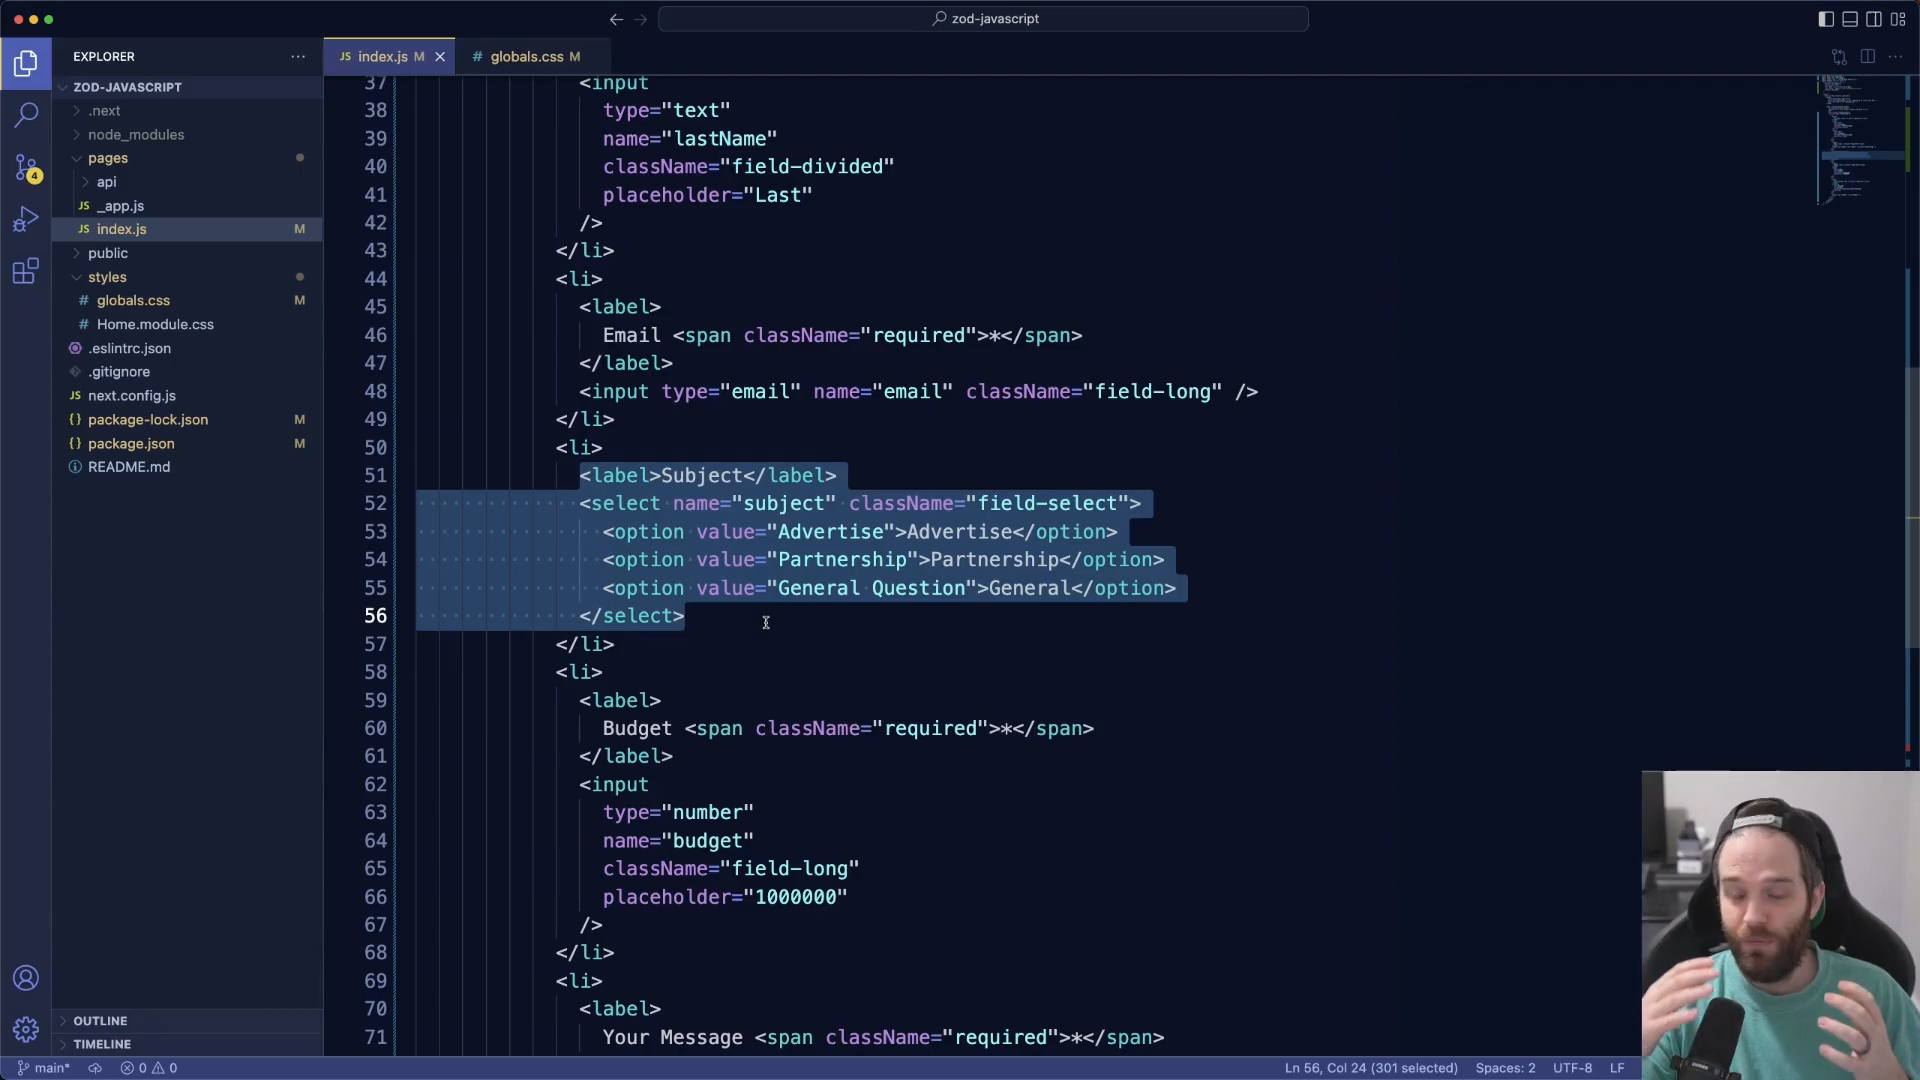 zod-javascript
EXPLORER
JS index.js M
# globals.css M
ZOD-JAVASCRIPT
.next
node_modules
pages
api
JS _app.js
JS index.js M
public
styles
# globals.css M
# Home.module.css
.eslintrc.json
.gitignore
JS next.config.js
{} package-lock.json M
{} package.json M
README.md
OUTLINE
TIMELINE
4
37 <input
38 type="text"
39 name="lastName"
40 className="field-divided"
41 placeholder="Last"
42 />
43 </li>
44 <li>
45 <label>
46 Email <span className="required">*</span>
47 </label>
48 <input type="email" name="email" className="field-long" />
49 </li>
50 <li>
51 <label>Subject</label>
52 <select name="subject" className="field-select">
53 <option value="Advertise">Advertise</option>
54 <option value="Partnership">Partnership</option>
55 <option value="General Question">General</option>
56 </select>
57 </li>
58 <li>
59 <label>
60 Budget <span className="required">*</span>
61 </label>
62 <input
63 type="number"
64 name="budget"
65 className="field-long"
66 placeholder="1000000"
67 />
68 </li>
69 <li>
70 <label>
71 Your Message <span className="required">*</span>
main* 0 0
Ln 56, Col 24 (301 selected) Spaces: 2 UTF-8 LF